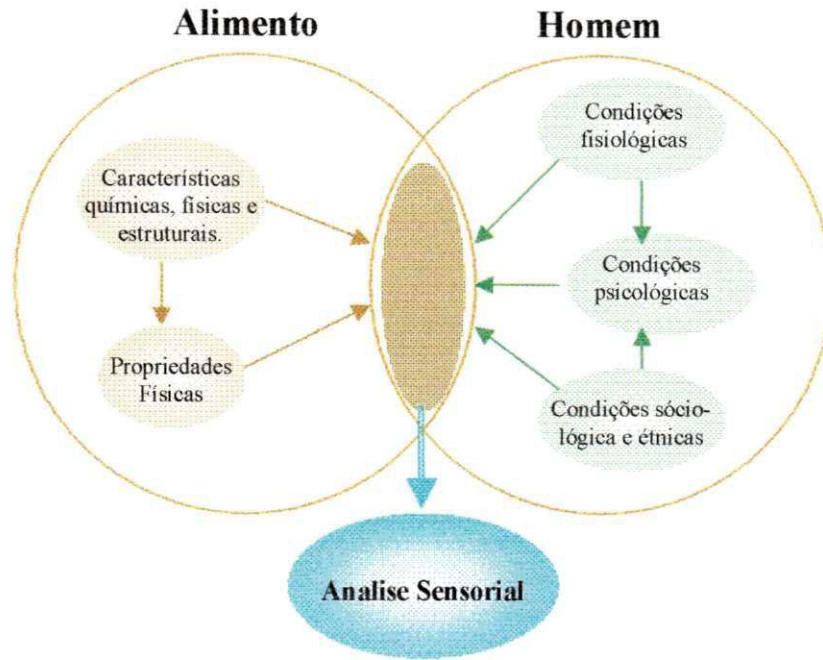 Alimento
Homem
Características
químicas, físicas e
estruturais.
Propriedades
Físicas
Condições
fisiológicas
Condições
psicológicas
Condições sócio-
lógica e étnicas
Analise Sensorial